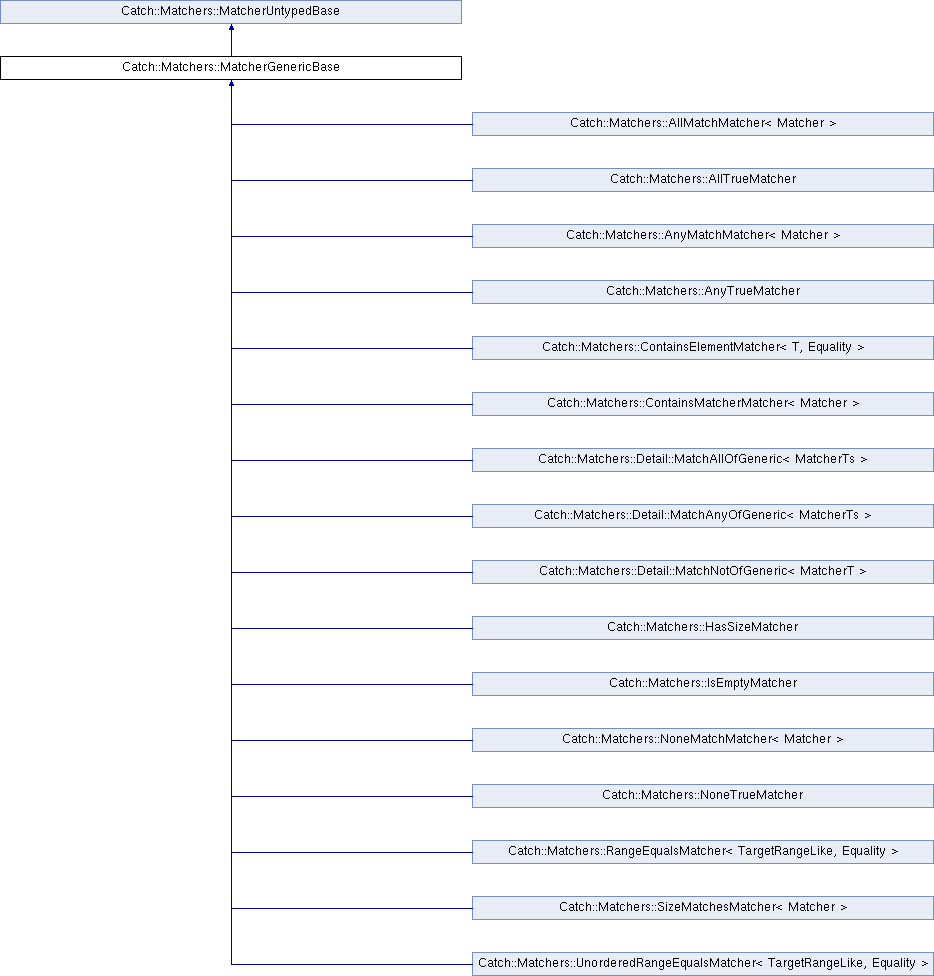 Catch::Matchers::MatcherUntypedBase
Catch::Matchers::MatcherGenericBase
Catch::Matchers::AllMatchMatcher< Matcher >
Catch::Matchers::AllTrueMatcher
Catch::Matchers::AnyMatchMatcher< Matcher >
Catch::Matchers::AnyTrueMatcher
Catch::Matchers::ContainsElementMatcher< T, Equality >
Catch::Matchers::ContainsMatcherMatcher< Matcher >
Catch::Matchers::Detail::MatchAllOfGeneric< MatcherTs >
Catch::Matchers::Detail::MatchAnyOfGeneric< MatcherTs >
Catch::Matchers::Detail::MatchNotOfGeneric< MatcherT >
Catch::Matchers::HasSizeMatcher
Catch::Matchers::IsEmptyMatcher
Catch::Matchers::NoneMatchMatcher< Matcher >
Catch::Matchers::NoneTrueMatcher
Catch::Matchers::RangeEqualsMatcher< TargetRangeLike, Equality >
Catch::Matchers::SizeMatchesMatcher< Matcher >
Catch::Matchers::UnorderedRangeEqualsMatcher< TargetRangeLike, Equality >